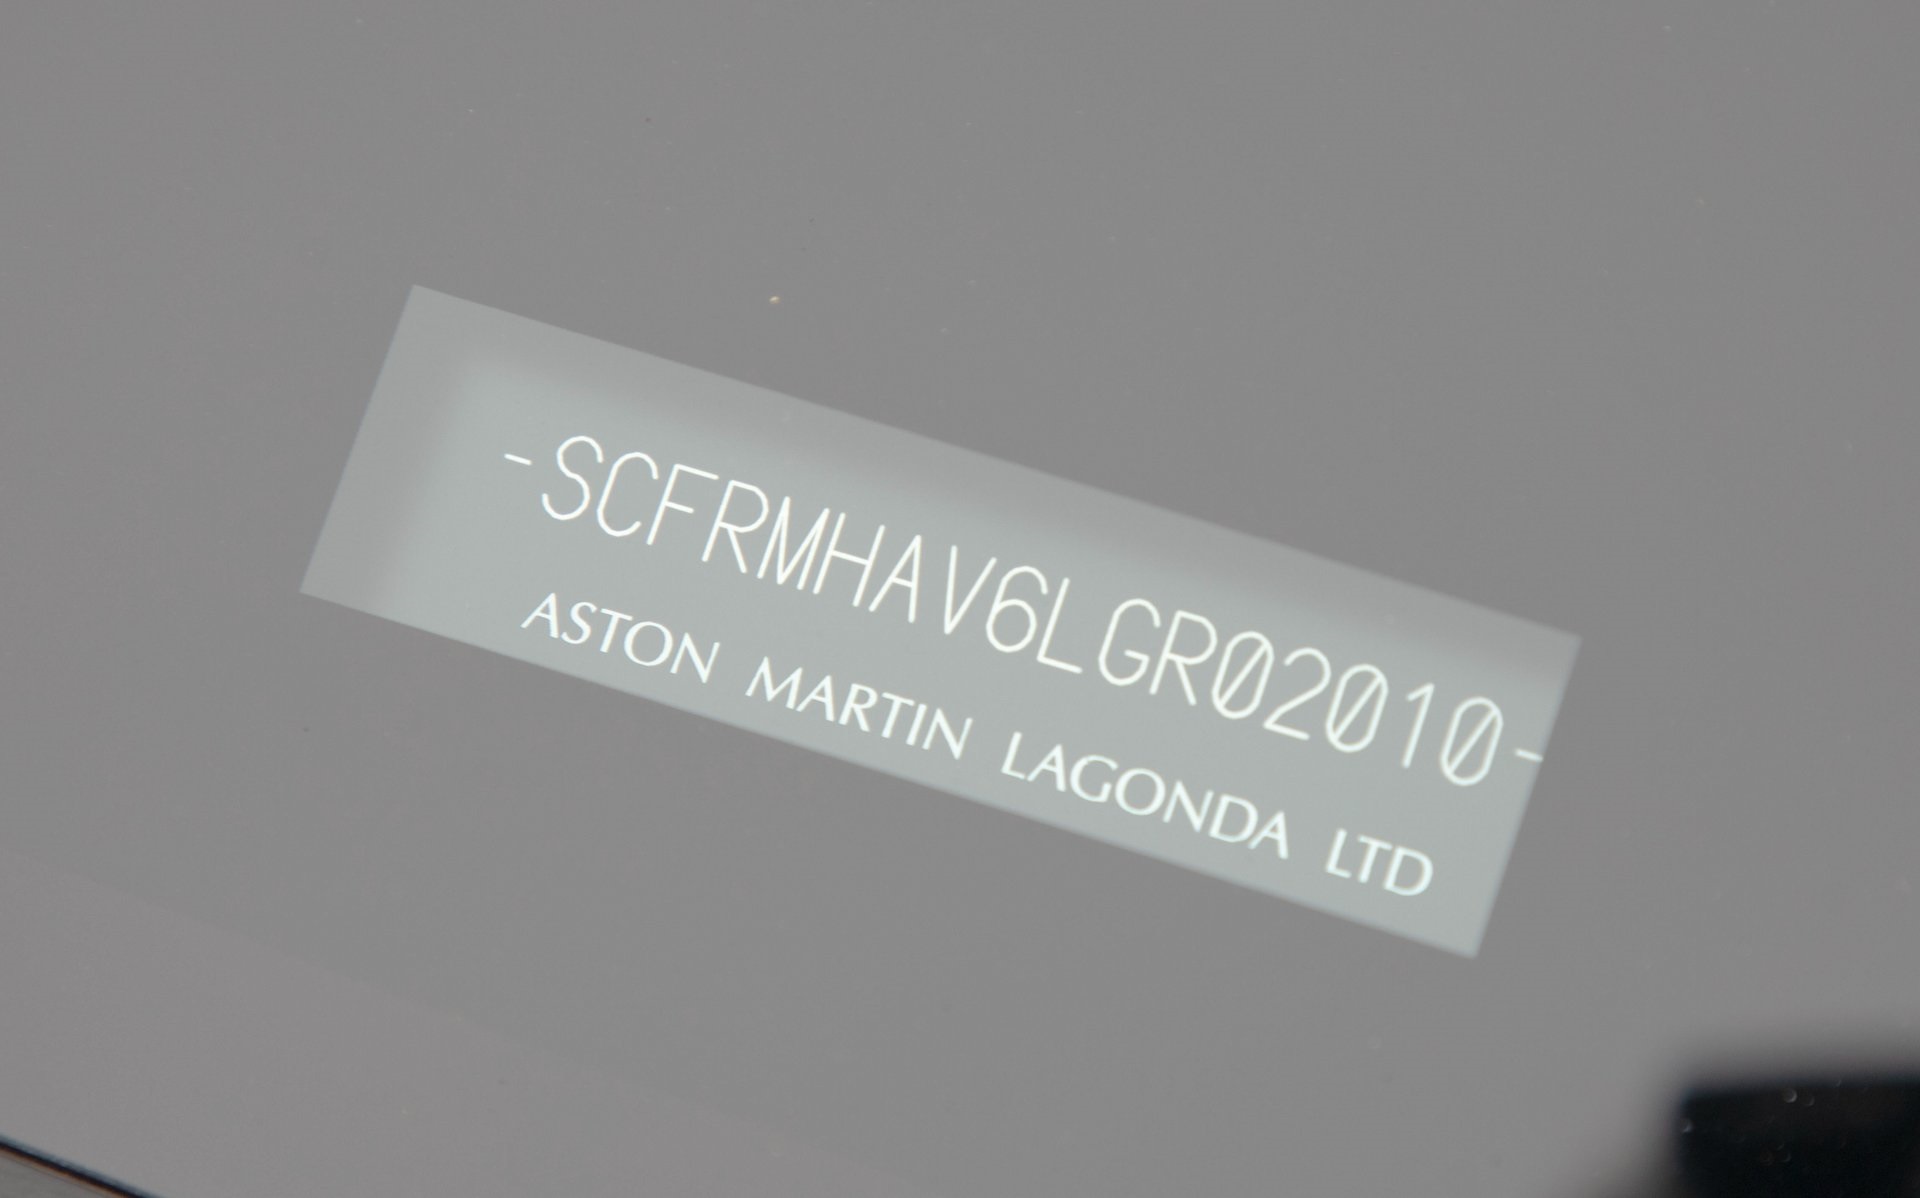 -SCFRMHAV6LGR02010-
ASTON MARTIN LAGONDA LTD